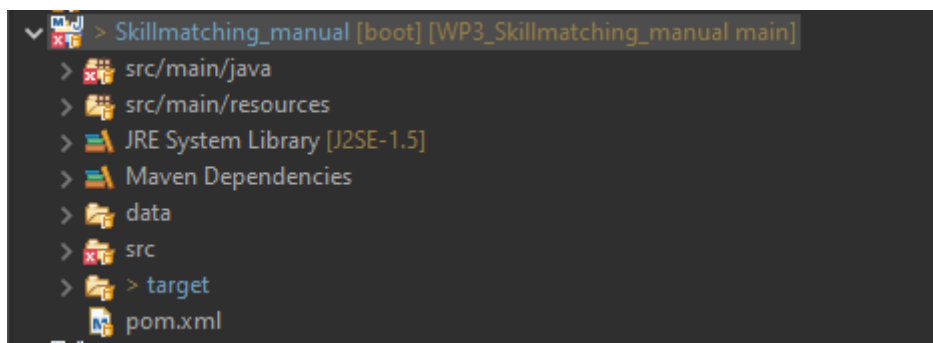 > Skillmatching_manual [boot] [WP3_Skillmatching_manual main]
src/main/java
src/main/resources
JRE System Library [J2SE-1.5]
Maven Dependencies
data
src
> target
pom.xml